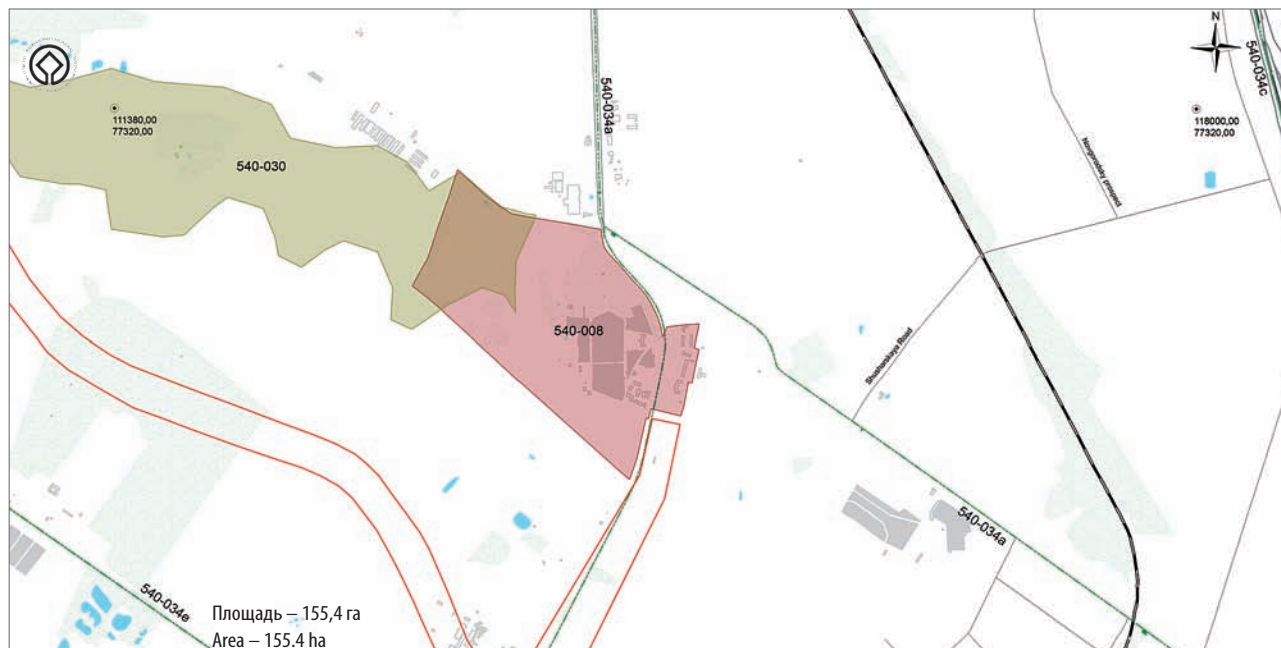 N
540-034c
540-034a
111380,00
77320,00
118000,00
77320,00
540-030
Novgorodsky prospect
540-008
Shusharskaya Road
540-034a
540-034e
Площадь – 155,4 га
Area – 155.4 ha